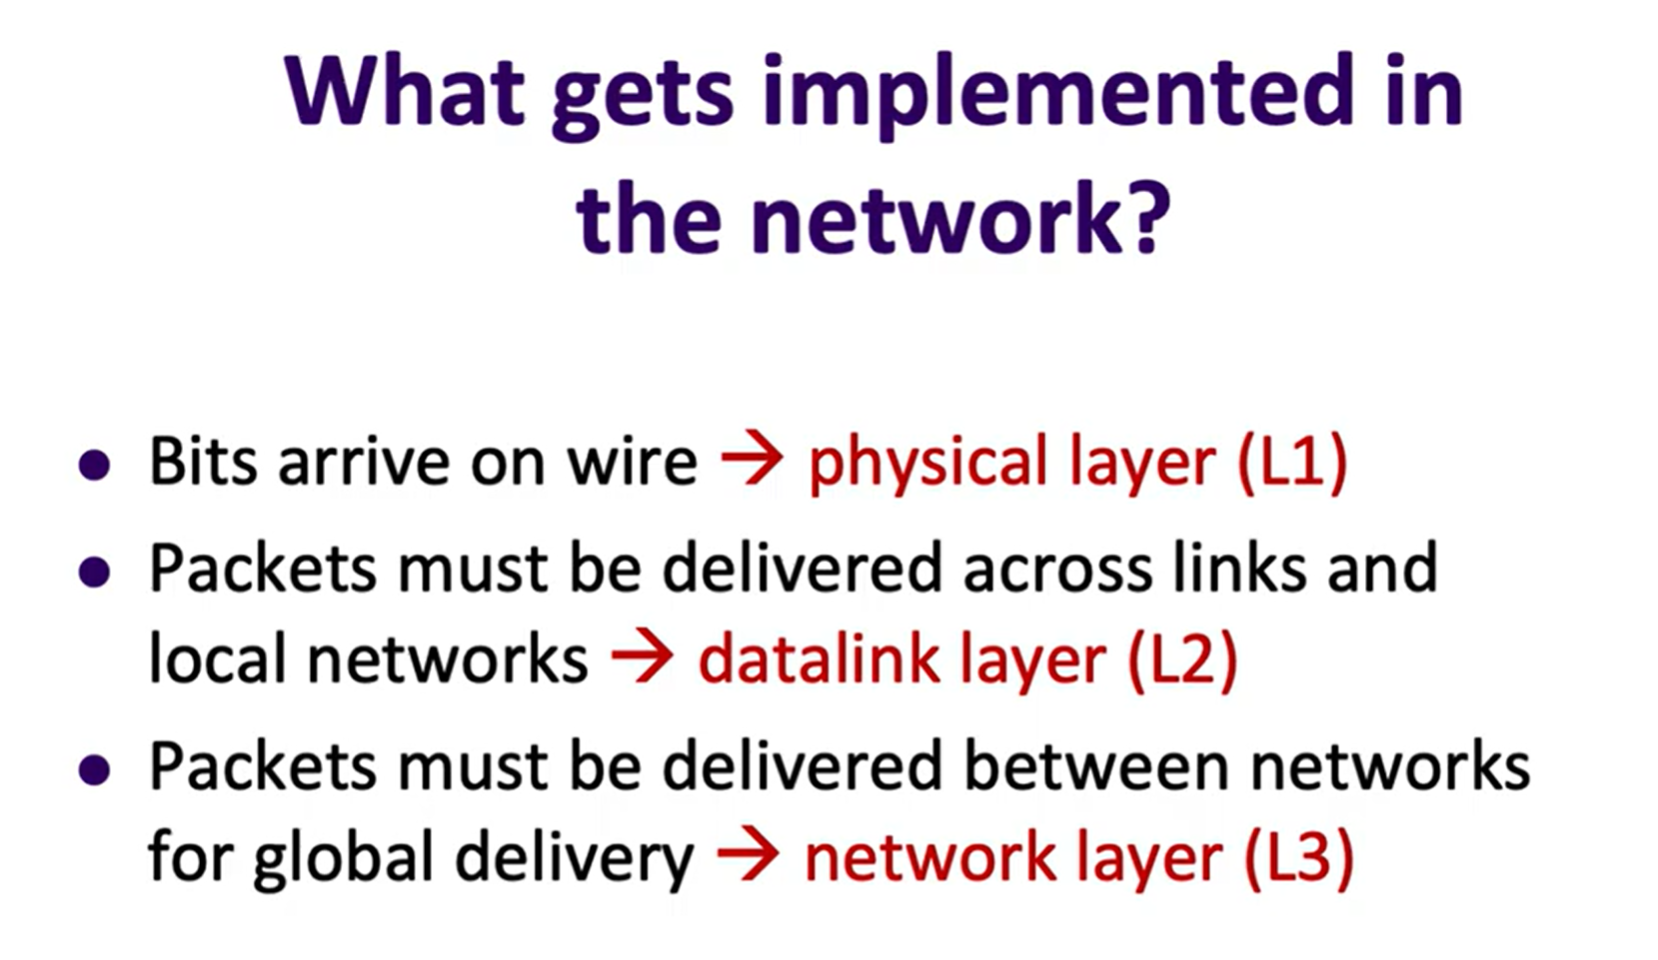 What gets implemented in
the network?
● Bits arrive on wire → physical layer (L1)
● Packets must be delivered across links and
local networks → datalink layer (L2)
● Packets must be delivered between networks
for global delivery → network layer (L3)